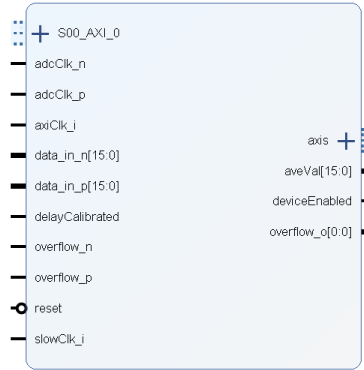 S00_AXI_0
adcClk_n
adcClk_p
axiClk_i
data_in_n[15:0]
data_in_p[15:0]
delayCalibrated
overflow_n
overflow_p
reset
slowClk_i
axis
aveVal[15:0]
deviceEnabled
overflow_o[0:0]